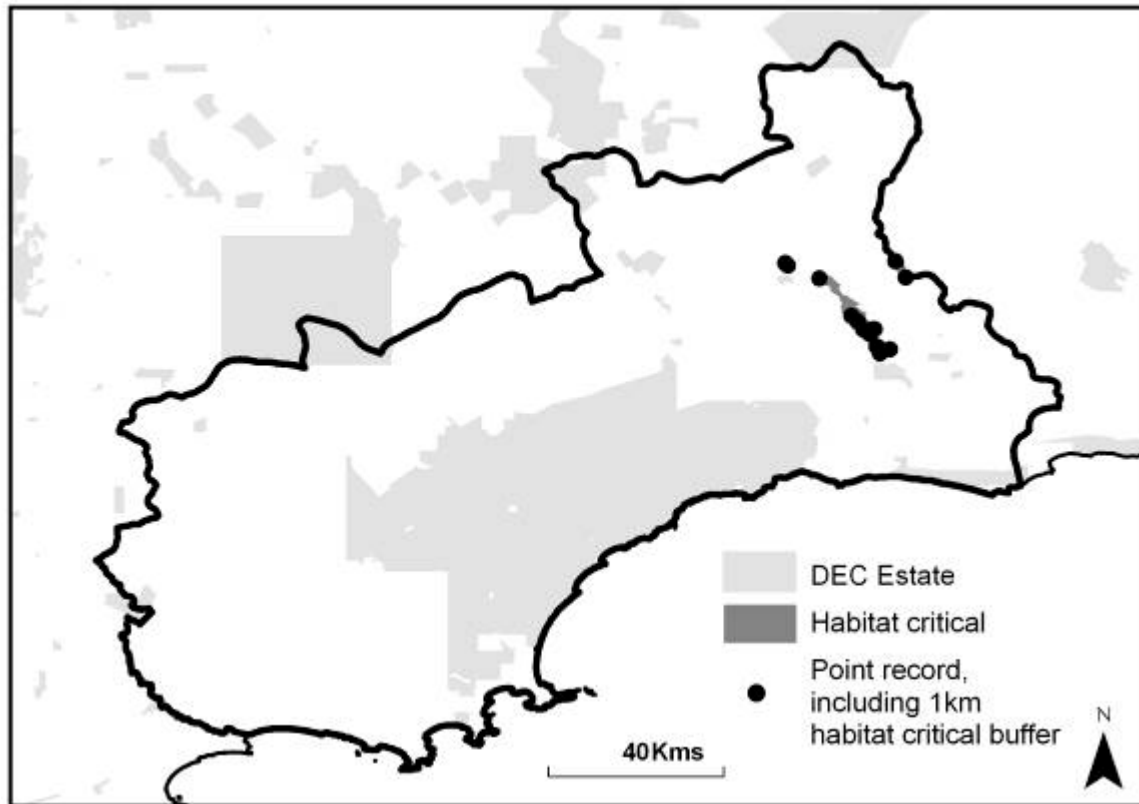 DEC Estate
Habitat critical
Point record,
including 1km
habitat critical buffer
40Kms
N